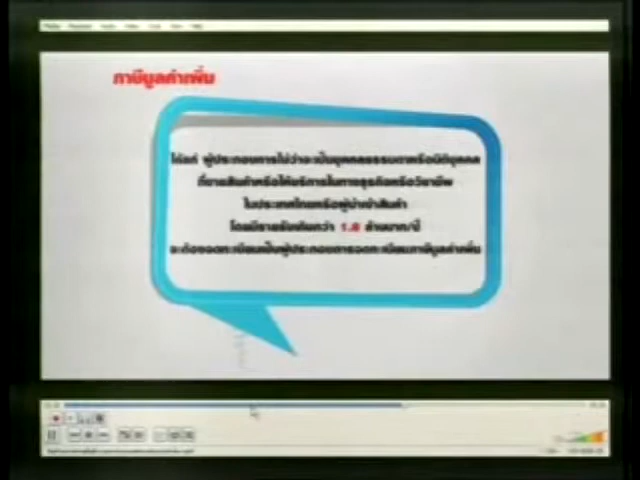 ภาษีมูลค่าเพิ่ม
ได้แก่ ผู้ประกอบการไม่ว่าจะเป็นบุคคลธรรมดาหรือนิติบุคคล
ที่ขายสินค้าหรือให้บริการในทางธุรกิจหรือวิชาชีพ
ในประเทศไทยหรือผู้นำเข้าสินค้า
โดยมีรายรับเกินกว่า 1.8 ล้านบาท/ปี
จะต้องจดทะเบียนเป็นผู้ประกอบการจดทะเบียนภาษีมูลค่าเพิ่ม